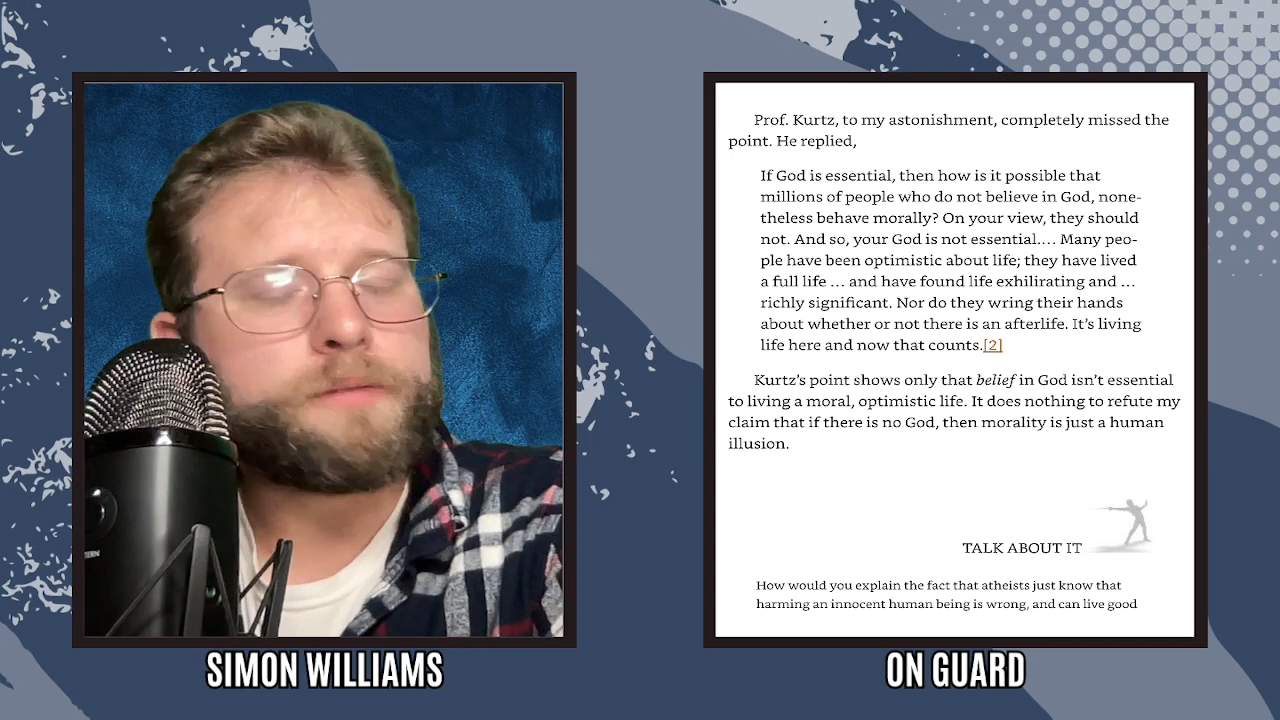 Prof. Kurtz, to my astonishment, completely missed the
point. He replied,
If God is essential, then how is it possible that
millions of people who do not believe in God, none-
theless behave morally? On your view, they should
not. And so, your God is not essential.… Many peo-
ple have been optimistic about life; they have lived
a full life … and have found life exhilirating and …
richly significant. Nor do they wring their hands
about whether or not there is an afterlife. It’s living
life here and now that counts.[2]
Kurtz’s point shows only that belief in God isn’t essential
to living a moral, optimistic life. It does nothing to refute my
claim that if there is no God, then morality is just a human
illusion.
TALK ABOUT IT
How would you explain the fact that atheists just know that
harming an innocent human being is wrong, and can live good
SIMON WILLIAMS
ON GUARD